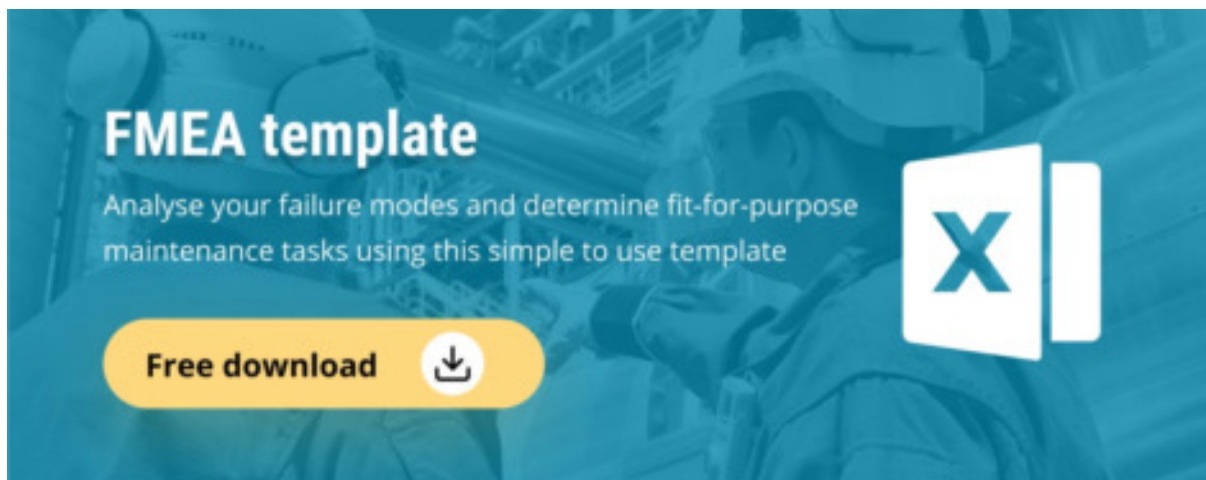 FMEA template
Analyse your failure modes and determine fit-for-purpose
maintenance tasks using this simple to use template
Free download
X